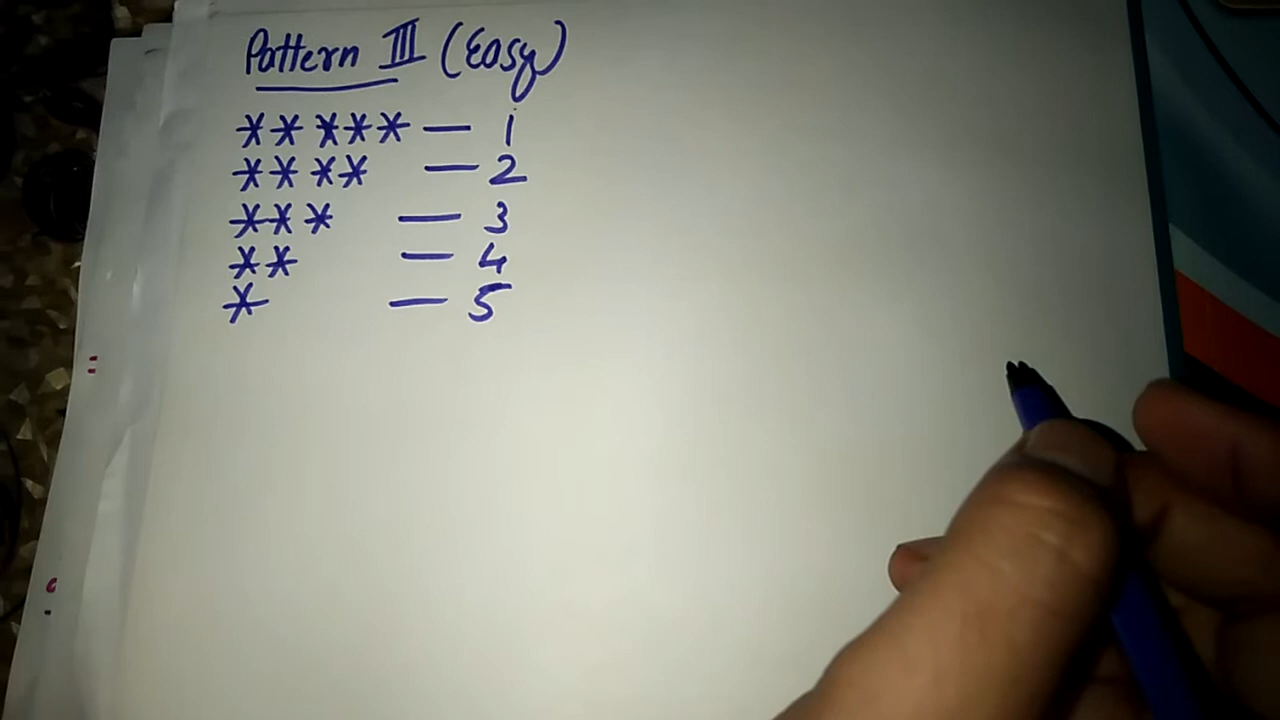 Pattern III (Easy)
***** — 1
**** — 2
*** — 3
** — 4
* — 5